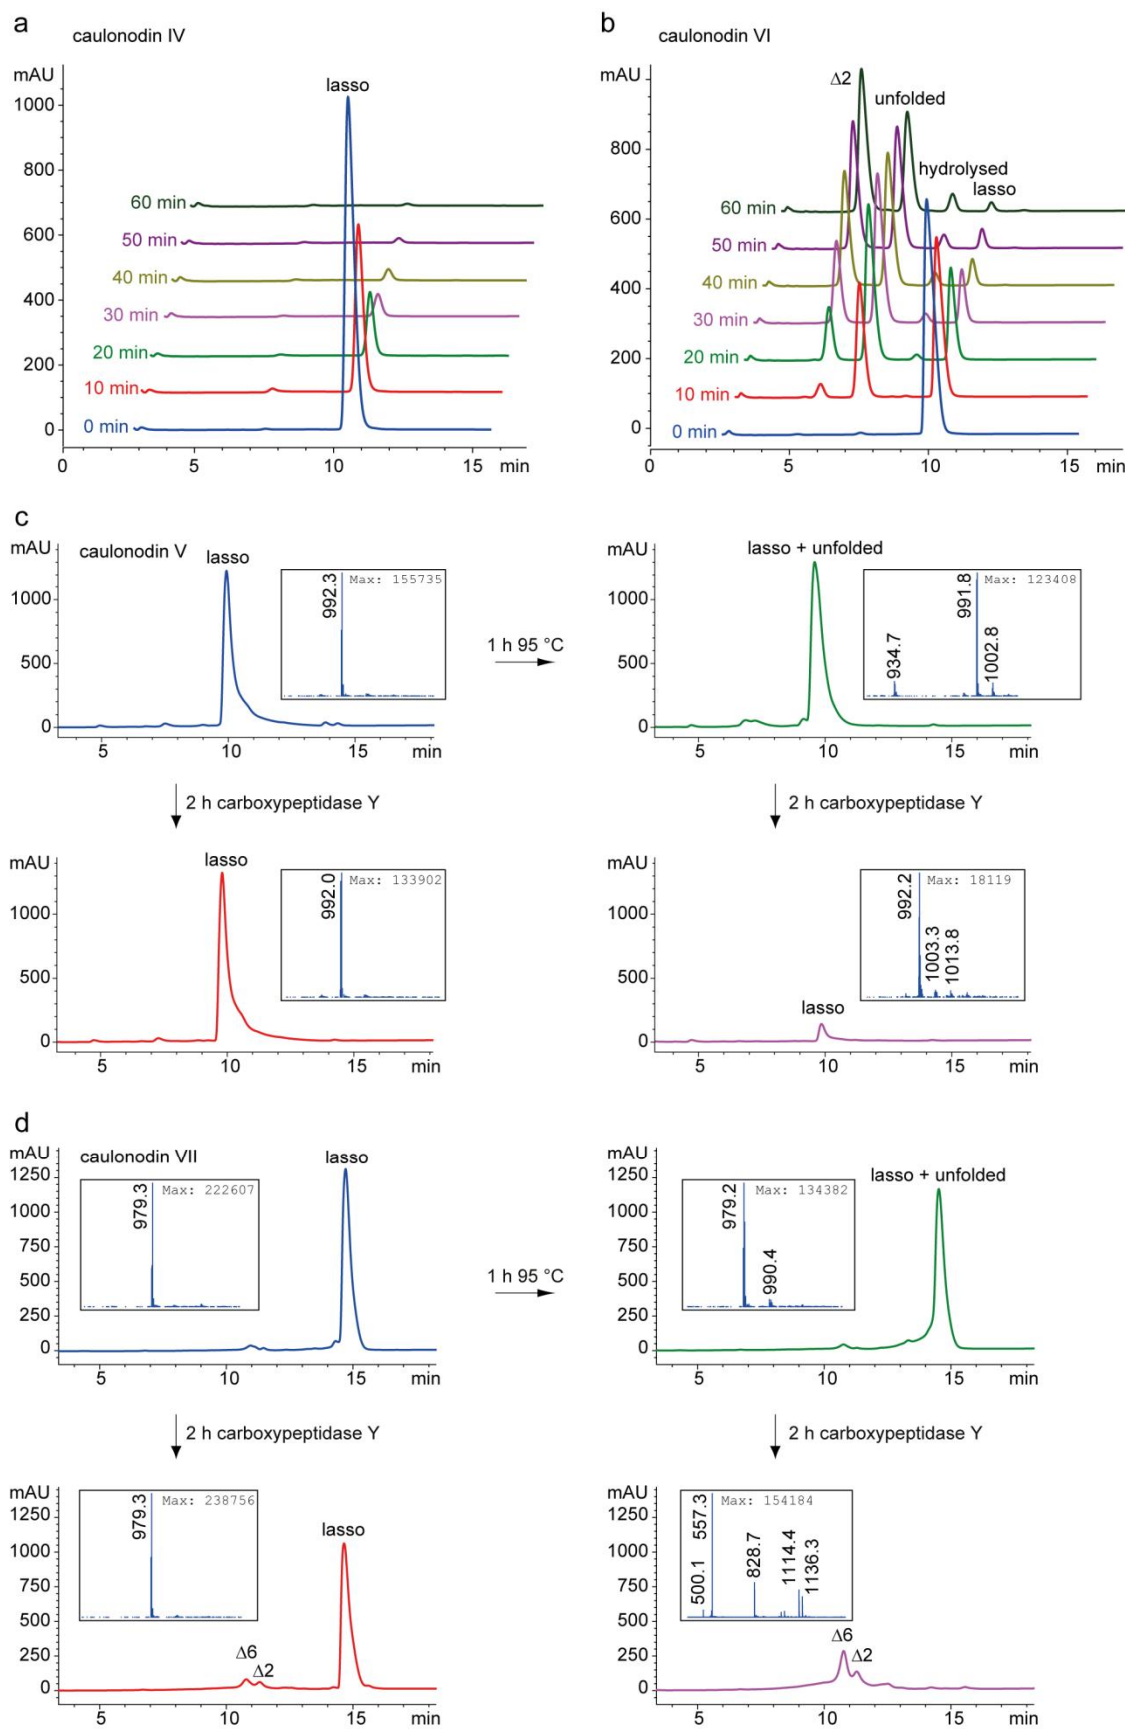 a
caulonodin IV
mAU
lasso
1000
800
600
400
200
0
60 min
50 min
40 min
30 min
20 min
10 min
0 min
0
5
10
15
min
b
caulonodin VI
mAU
Δ2
unfolded
hydrolysed
lasso
800
600
400
200
0
60 min
50 min
40 min
30 min
20 min
10 min
0 min
0
5
10
15
min
c
mAU
caulonodin V
lasso
1000
500
0
992.3
Max: 155735
5
10
15
min
1 h 95 °C
mAU
lasso + unfolded
1000
500
0
934.7
991.8
1002.8
Max: 123408
5
10
15
min
2 h carboxypeptidase Y
2 h carboxypeptidase Y
mAU
lasso
1000
500
0
992.0
Max: 133902
5
10
15
min
mAU
1000
500
0
lasso
992.2
1003.3
1013.8
Max: 18119
5
10
15
min
d
mAU
caulonodin VII
lasso
1250
1000
750
500
250
0
979.3
Max: 222607
5
10
15
min
1 h 95 °C
mAU
lasso + unfolded
1250
1000
750
500
250
0
979.2
990.4
Max: 134382
5
10
15
min
2 h carboxypeptidase Y
2 h carboxypeptidase Y
mAU
1250
1000
750
500
250
0
979.3
Max: 238756
lasso
Δ6
Δ2
5
10
15
min
mAU
1250
1000
750
500
250
0
500.1
557.3
828.7
1114.4
1136.3
Max: 154184
Δ6
Δ2
5
10
15
min